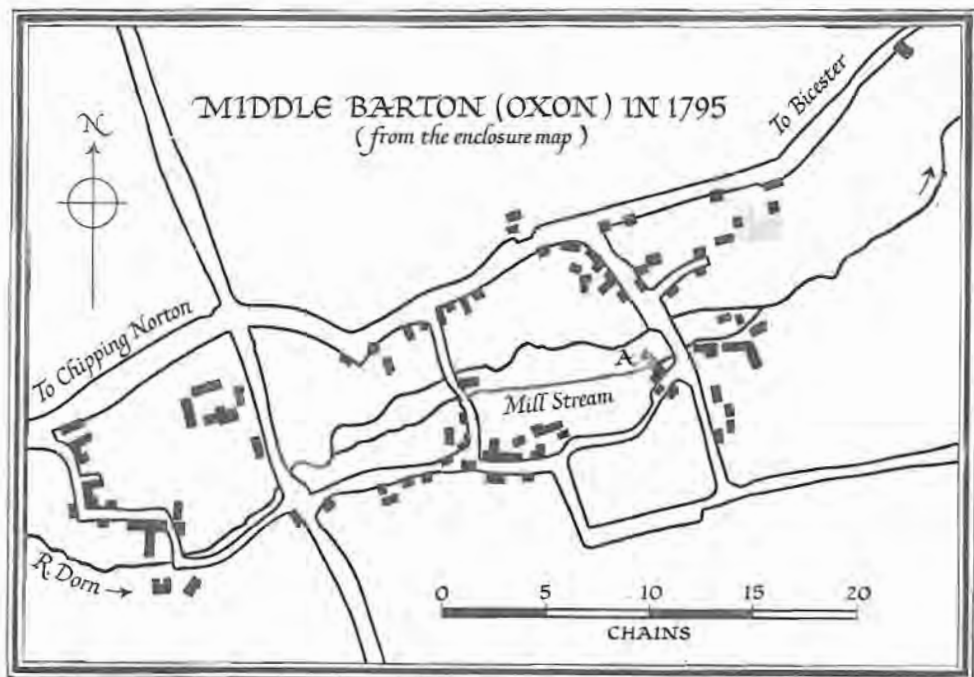 MIDDLE BARTON (OXON) IN 1795
(from the enclosure map)
To Bicester
N
To Chipping Norton
A
Mill Stream
R Dorn →
0 5 10 15 20
CHAINS